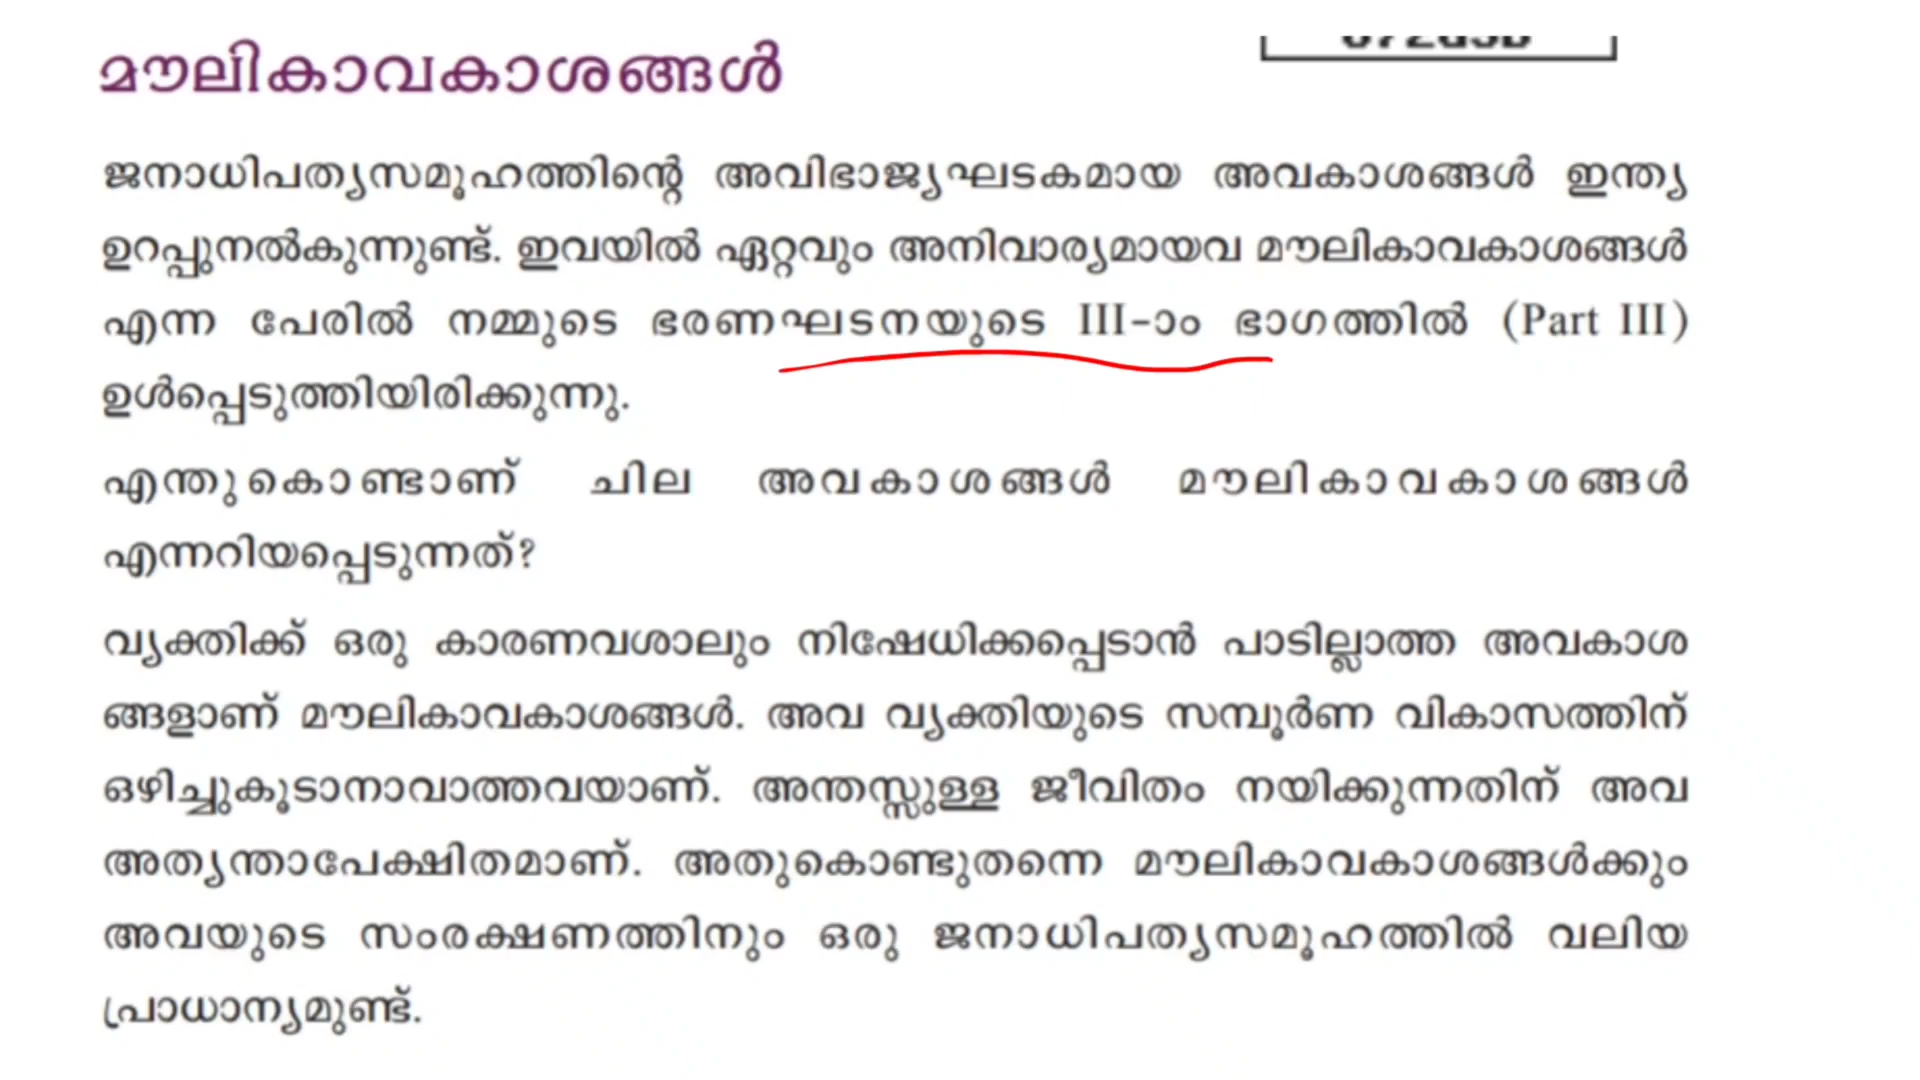 മൗലികാവകാശങ്ങൾ
ജനാധിപത്യസമൂഹത്തിന്റെ അവിഭാജ്യഘടകമായ അവകാശങ്ങൾ ഇന്ത്യ
ഉറപ്പുനൽകുന്നുണ്ട്. ഇവയിൽ ഏറ്റവും അനിവാര്യമായവ മൗലികാവകാശങ്ങൾ
എന്ന പേരിൽ നമ്മുടെ ഭരണഘടനയുടെ III-ാം ഭാഗത്തിൽ (Part III)
ഉൾപ്പെടുത്തിയിരിക്കുന്നു.
എന്തുകൊണ്ടാണ് ചില അവകാശങ്ങൾ മൗലികാവകാശങ്ങൾ
എന്നറിയപ്പെടുന്നത്?
വ്യക്തിക്ക് ഒരു കാരണവശാലും നിഷേധിക്കപ്പെടാൻ പാടില്ലാത്ത അവകാശ
ങ്ങളാണ് മൗലികാവകാശങ്ങൾ. അവ വ്യക്തിയുടെ സമ്പൂർണ വികാസത്തിന്
ഒഴിച്ചുകൂടാനാവാത്തവയാണ്. അന്തസ്സുള്ള ജീവിതം നയിക്കുന്നതിന് അവ
അത്യന്താപേക്ഷിതമാണ്. അതുകൊണ്ടുതന്നെ മൗലികാവകാശങ്ങൾക്കും
അവയുടെ സംരക്ഷണത്തിനും ഒരു ജനാധിപത്യസമൂഹത്തിൽ വലിയ
പ്രാധാന്യമുണ്ട്.